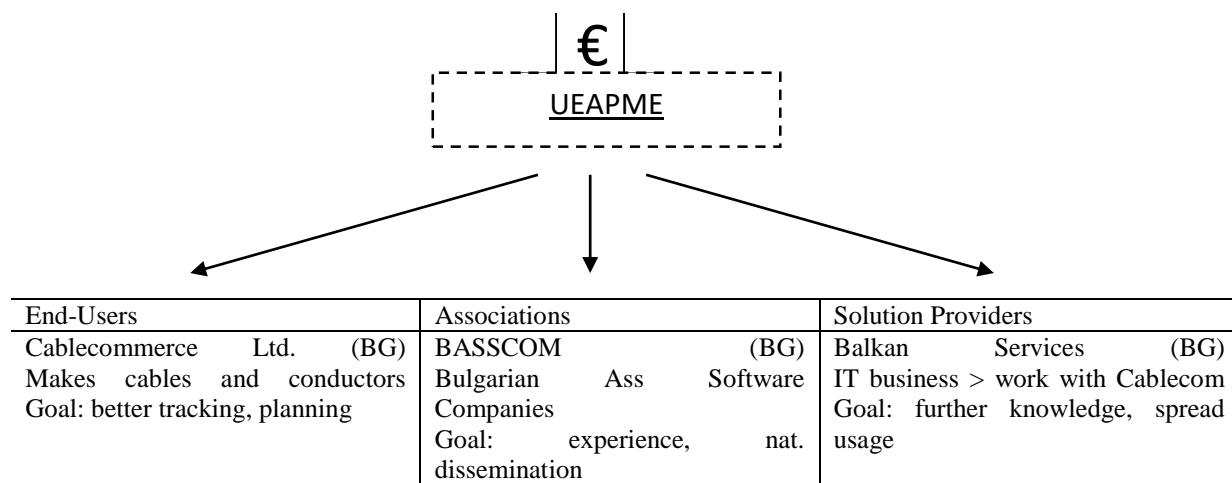 €
UEAPME
End-Users
Cablecommerce Ltd. (BG)
Makes cables and conductors
Goal: better tracking, planning
Associations
BASSCOM (BG)
Bulgarian Ass Software
Companies
Goal: experience, nat.
dissemination
Solution Providers
Balkan Services (BG)
IT business > work with Cablecom
Goal: further knowledge, spread
usage